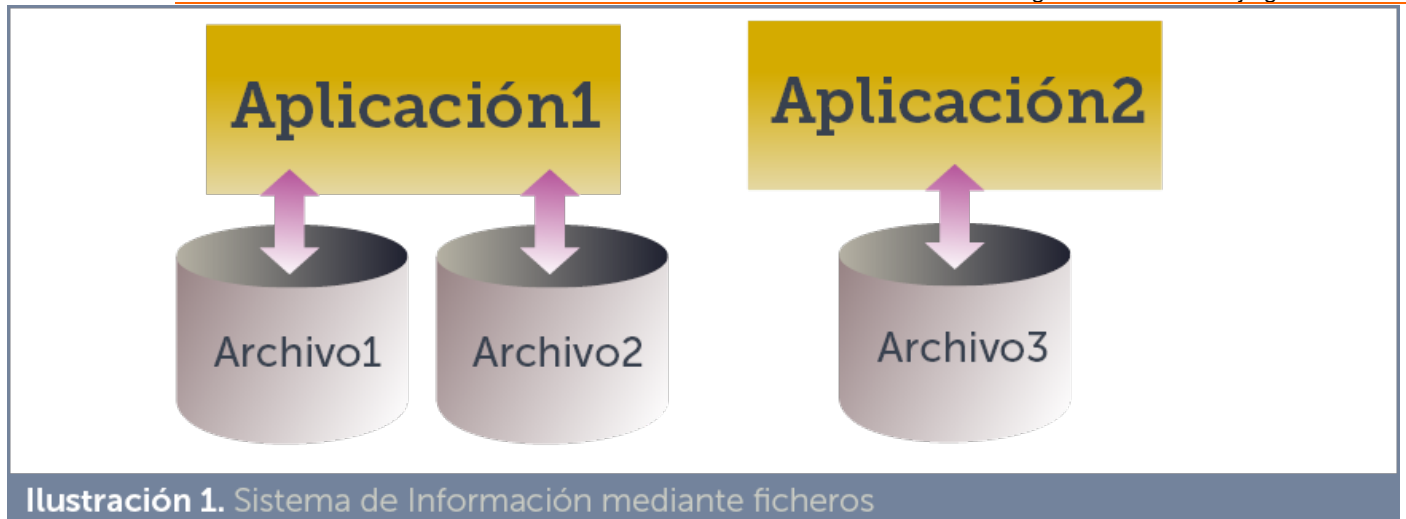 Aplicación1
Aplicación2
Archivo1
Archivo2
Archivo3
Ilustración 1. Sistema de Información mediante ficheros